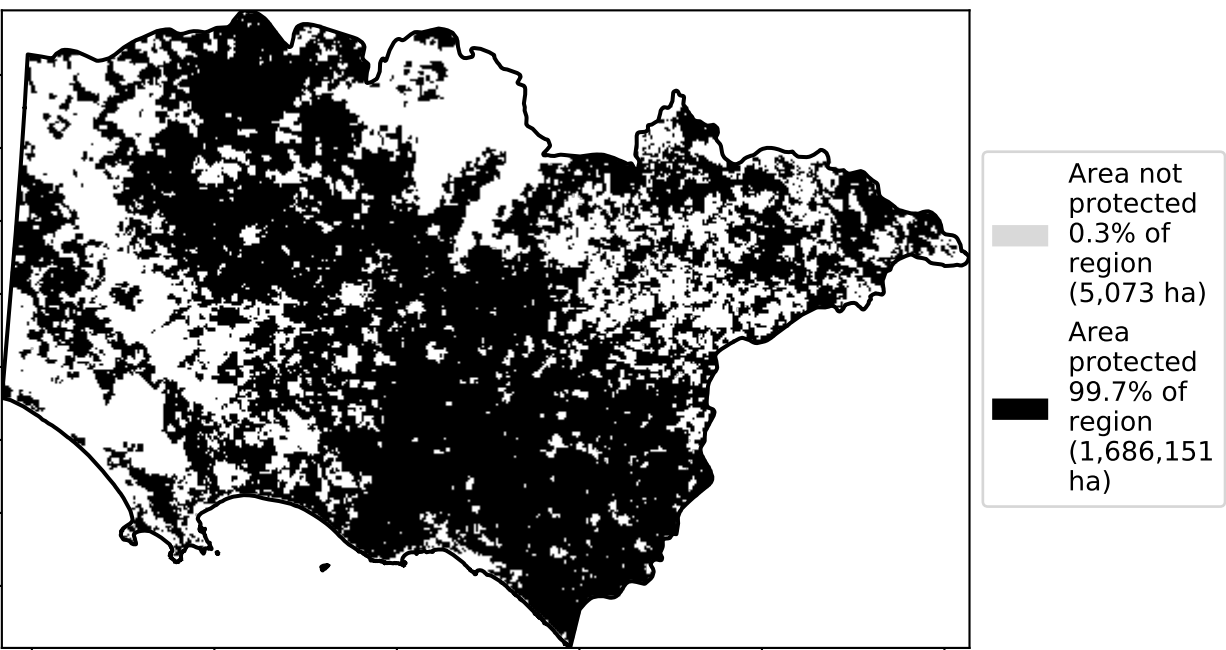 Area not
protected
0.3% of
region
(5,073 ha)
Area
protected
99.7% of
region
(1,686,151
ha)